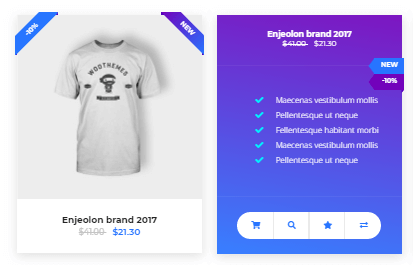 -10%
NEW
WOOTHEMES
Enjeolon brand 2017
$41.00 $21.30
Enjeolon brand 2017
$41.00 $21.30
NEW
-10%
Maecenas vestibulum mollis
Pellentesque ut neque
Fellentesque habitant morbi
Maecenas vestibulum mollis
Pellentesque ut neque